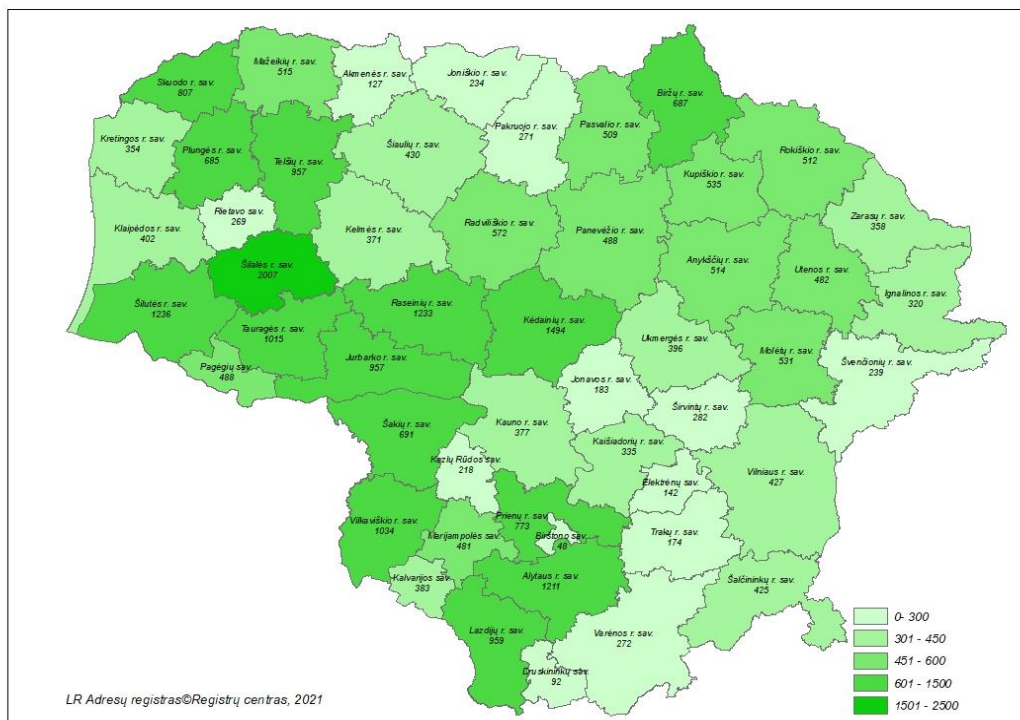 Skuodo r. sav.
807
Mažeikių r. sav.
515
Akmenės r. sav.
127
Joniškio r. sav.
234
Pakruojo r. sav.
271
Pasvalio r. sav.
509
Biržų r. sav.
687
Rokiškio r. sav.
512
Kretingos r. sav.
354
Plungės r. sav.
685
Telšių r. sav.
957
Šiaulių r. sav.
430
Kupiškio r. sav.
535
Zarasų r. sav.
358
Klaipėdos r. sav.
402
Rietavo sav.
269
Kelmės r. sav.
371
Radviliškio r. sav.
572
Panevėžio r. sav.
488
Anykščių r. sav.
514
Utenos r. sav.
482
Ignalinos r. sav.
320
Šilalės r. sav.
2007
Šilutės r. sav.
1236
Tauragės r. sav.
1015
Raseinių r. sav.
1233
Kėdainių r. sav.
1494
Ukmergės r. sav.
396
Molėtų r. sav.
531
Švenčionių r. sav.
239
Pagėgių sav.
488
Jurbarko r. sav.
957
Jonavos r. sav.
183
Širvintų r. sav.
282
Šakių r. sav.
691
Kauno r. sav.
377
Kaišiadorių r. sav.
335
Kazlų Rūdos sav.
218
Elektrėnų sav.
142
Vilniaus r. sav.
427
Vilkaviškio r. sav.
1034
Marijampolės sav.
481
Prienų r. sav.
773
Birštono sav.
48
Trakų r. sav.
174
Kalvarijos sav.
383
Alytaus r. sav.
1211
Šalčininkų r. sav.
425
Lazdijų r. sav.
959
Varėnos r. sav.
272
Druskininkų sav.
92
0- 300
301 - 450
451 - 600
601 - 1500
1501 - 2500
LR Adresų registras©Registrų centras, 2021